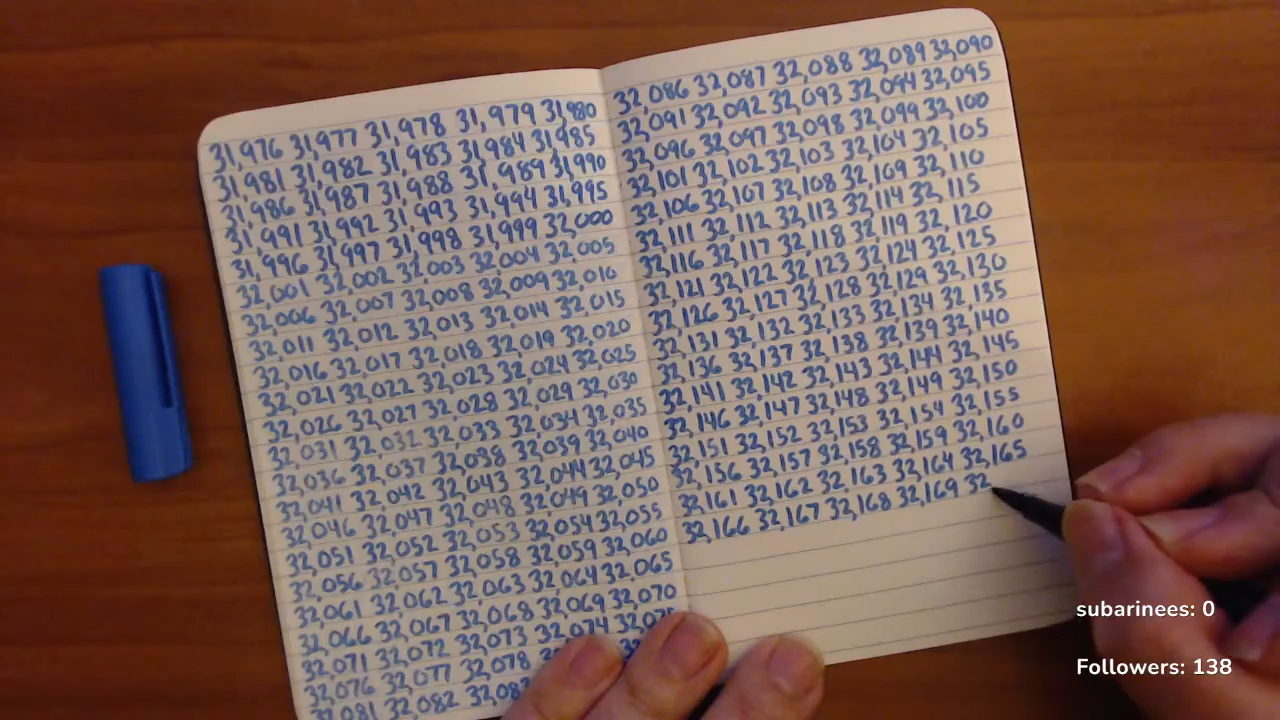 31,976 31,977 31,978 31,979 31,980
31,981 31,982 31,983 31,984 31,985
31,986 31,987 31,988 31,989 31,990
31,991 31,992 31,993 31,994 31,995
31,996 31,997 31,998 31,999 32,000
32,001 32,002 32,003 32,004 32,005
32,006 32,007 32,008 32,009 32,010
32,011 32,012 32,013 32,014 32,015
32,016 32,017 32,018 32,019 32,020
32,021 32,022 32,023 32,024 32,025
32,026 32,027 32,028 32,029 32,030
32,031 32,032 32,033 32,034 32,035
32,036 32,037 32,038 32,039 32,040
32,041 32,042 32,043 32,044 32,045
32,046 32,047 32,048 32,049 32,050
32,051 32,052 32,053 32,054 32,055
32,056 32,057 32,058 32,059 32,060
32,061 32,062 32,063 32,064 32,065
32,066 32,067 32,068 32,069 32,070
32,071 32,072 32,073 32,074 32,075
32,076 32,077 32,078
32,081 32,082 32,083
32,086 32,087 32,088 32,089 32,090
32,091 32,092 32,093 32,094 32,095
32,096 32,097 32,098 32,099 32,100
32,101 32,102 32,103 32,104 32,105
32,106 32,107 32,108 32,109 32,110
32,111 32,112 32,113 32,114 32,115
32,116 32,117 32,118 32,119 32,120
32,121 32,122 32,123 32,124 32,125
32,126 32,127 32,128 32,129 32,130
32,131 32,132 32,133 32,134 32,135
32,136 32,137 32,138 32,139 32,140
32,141 32,142 32,143 32,144 32,145
32,146 32,147 32,148 32,149 32,150
32,151 32,152 32,153 32,154 32,155
32,156 32,157 32,158 32,159 32,160
32,161 32,162 32,163 32,164 32,165
32,166 32,167 32,168 32,169 32
subarinees: 0
Followers: 138